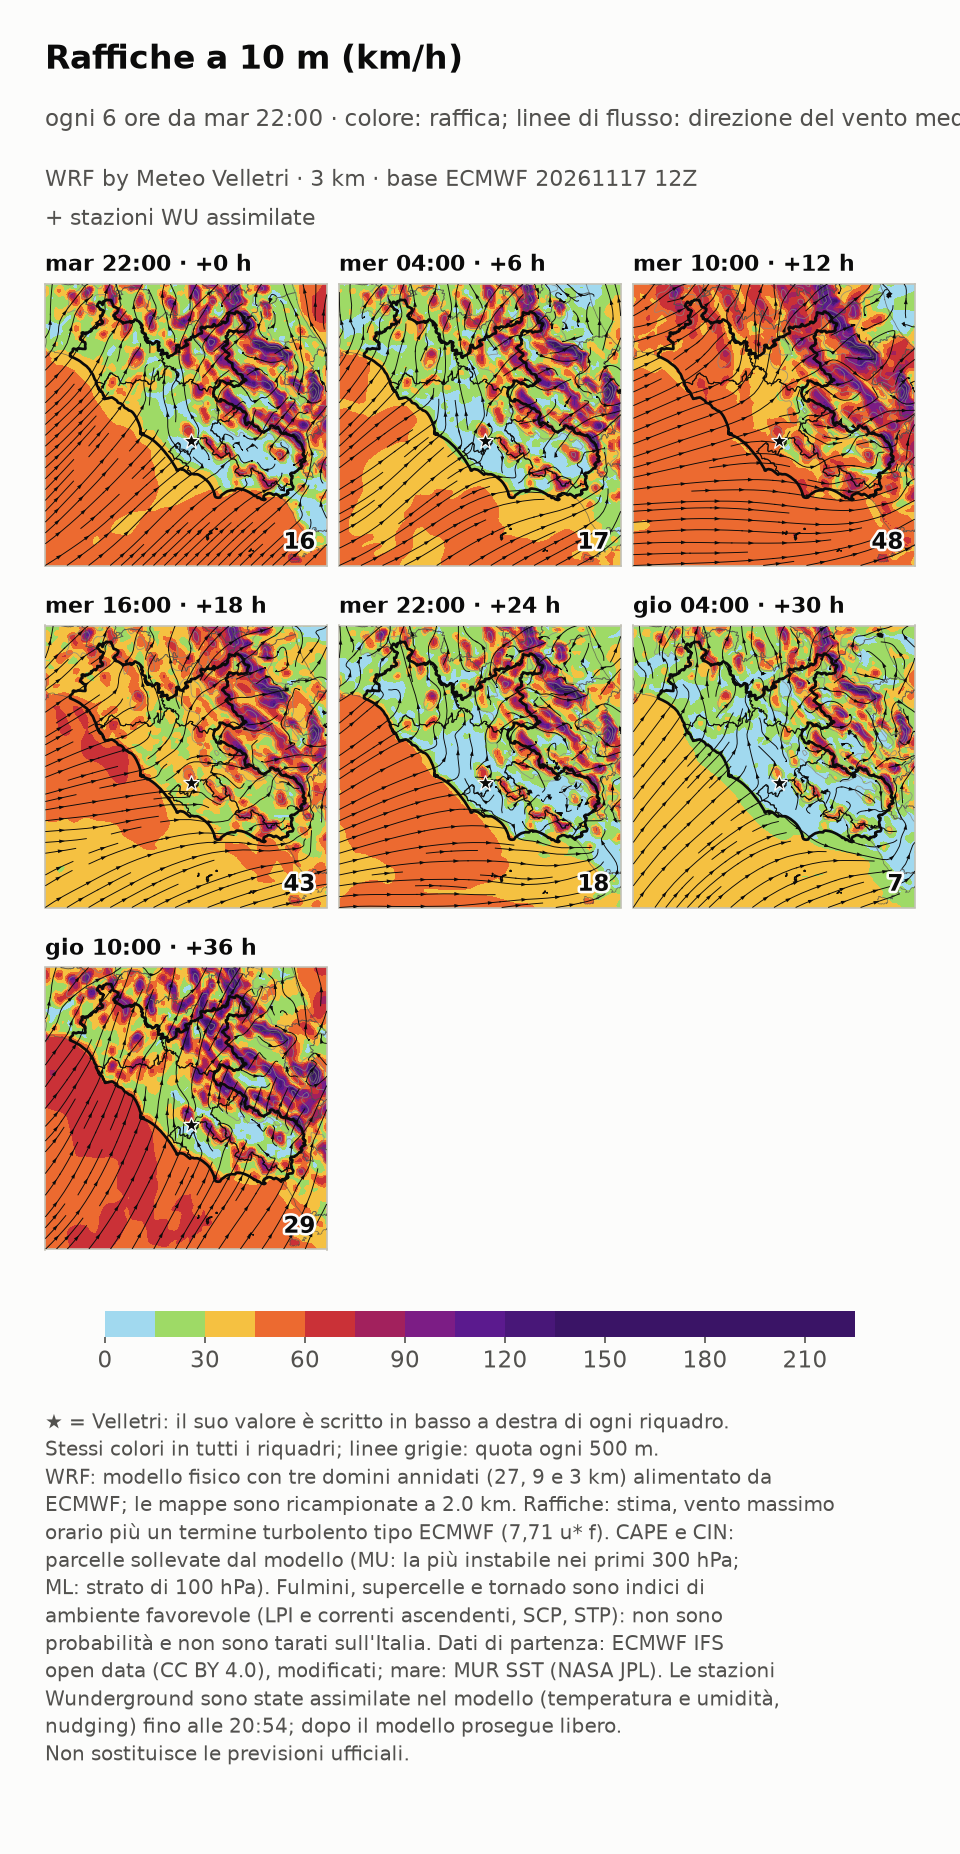 Raffiche a 10 m (km/h)
ogni 6 ore da mar 22:00 · colore: raffica; linee di flusso: direzione del vento
WRF by Meteo Velletri · 3 km · base ECMWF 20261117 12Z
+ stazioni WU assimilate
mar 22:00 · +0 h
mer 04:00 · +6 h
mer 10:00 · +12 h
16
17
48
mer 16:00 · +18 h
mer 22:00 · +24 h
gio 04:00 · +30 h
43
18
7
gio 10:00 · +36 h
29
0 30 60 90 120 150 180 210
★ = Velletri: il suo valore è scritto in basso a destra di ogni riquadro.
Stessi colori in tutti i riquadri; linee grigie: quota ogni 500 m.
WRF: modello fisico con tre domini annidati (27, 9 e 3 km) alimentato da
ECMWF; le mappe sono ricampionate a 2.0 km. Raffiche: stima, vento massimo
orario più un termine turbolento tipo ECMWF (7,71 u* f). CAPE e CIN:
parcelle sollevate dal modello (MU: la più instabile nei primi 300 hPa;
ML: strato di 100 hPa). Fulmini, supercelle e tornado sono indici di
ambiente favorevole (LPI e correnti ascendenti, SCP, STP): non sono
probabilità e non sono tarati sull'Italia. Dati di partenza: ECMWF IFS
open data (CC BY 4.0), modificati; mare: MUR SST (NASA JPL). Le stazioni
Wunderground sono state assimilate nel modello (temperatura e umidità,
nudging) fino alle 20:54; dopo il modello prosegue libero.
Non sostituisce le previsioni ufficiali.